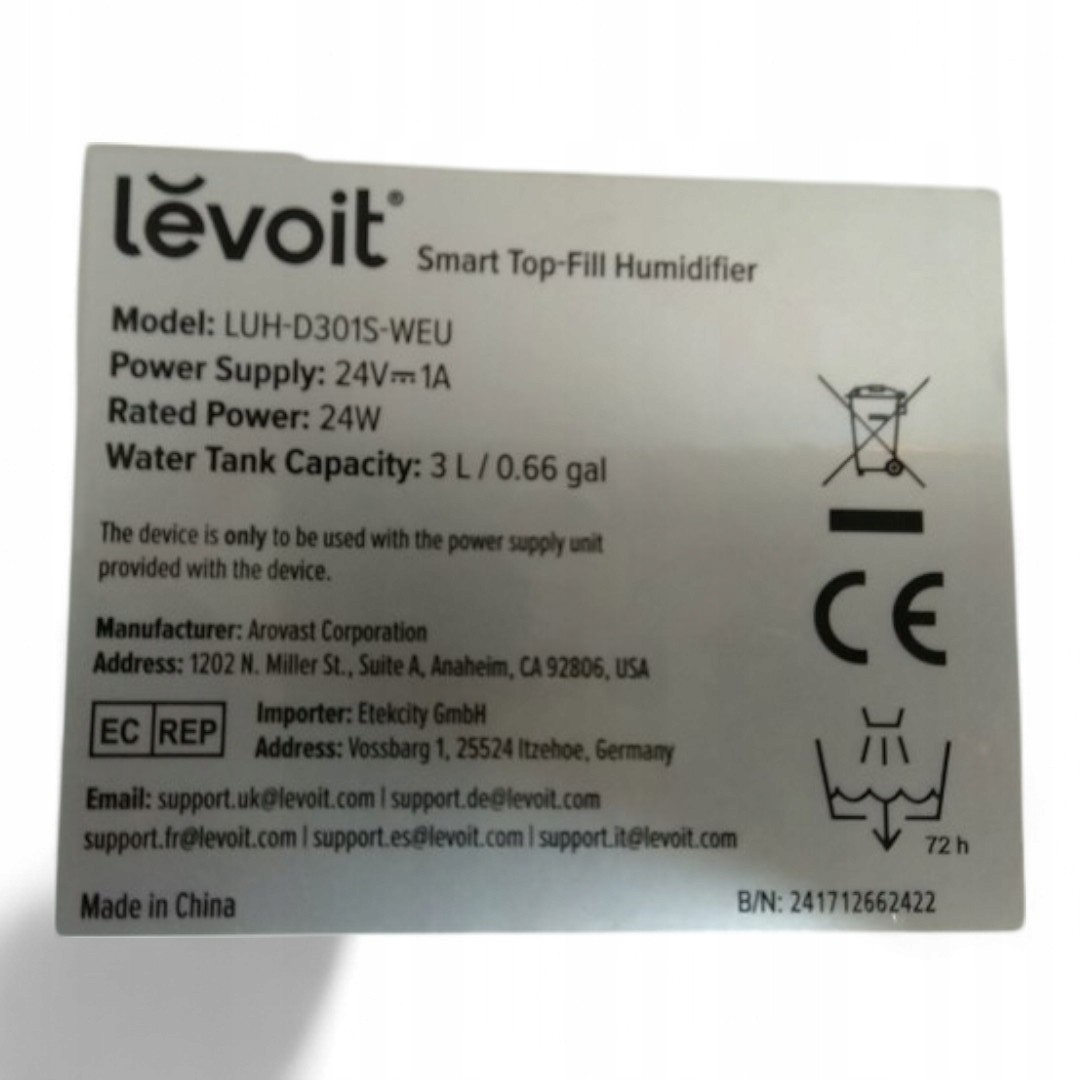 lĕvoit® Smart Top-Fill Humidifier
Model: LUH-D301S-WEU
Power Supply: 24V⎓1A
Rated Power: 24W
Water Tank Capacity: 3 L / 0.66 gal
The device is only to be used with the power supply unit
provided with the device.
Manufacturer: Arovast Corporation
Address: 1202 N. Miller St., Suite A, Anaheim, CA 92806, USA
EC REP
Importer: Etekcity GmbH
Address: Vossbarg 1, 25524 Itzehoe, Germany
Email: support.uk@levoit.com | support.de@levoit.com
support.fr@levoit.com | support.es@levoit.com | support.it@levoit.com
Made in China
CE
72 h
B/N: 241712662422